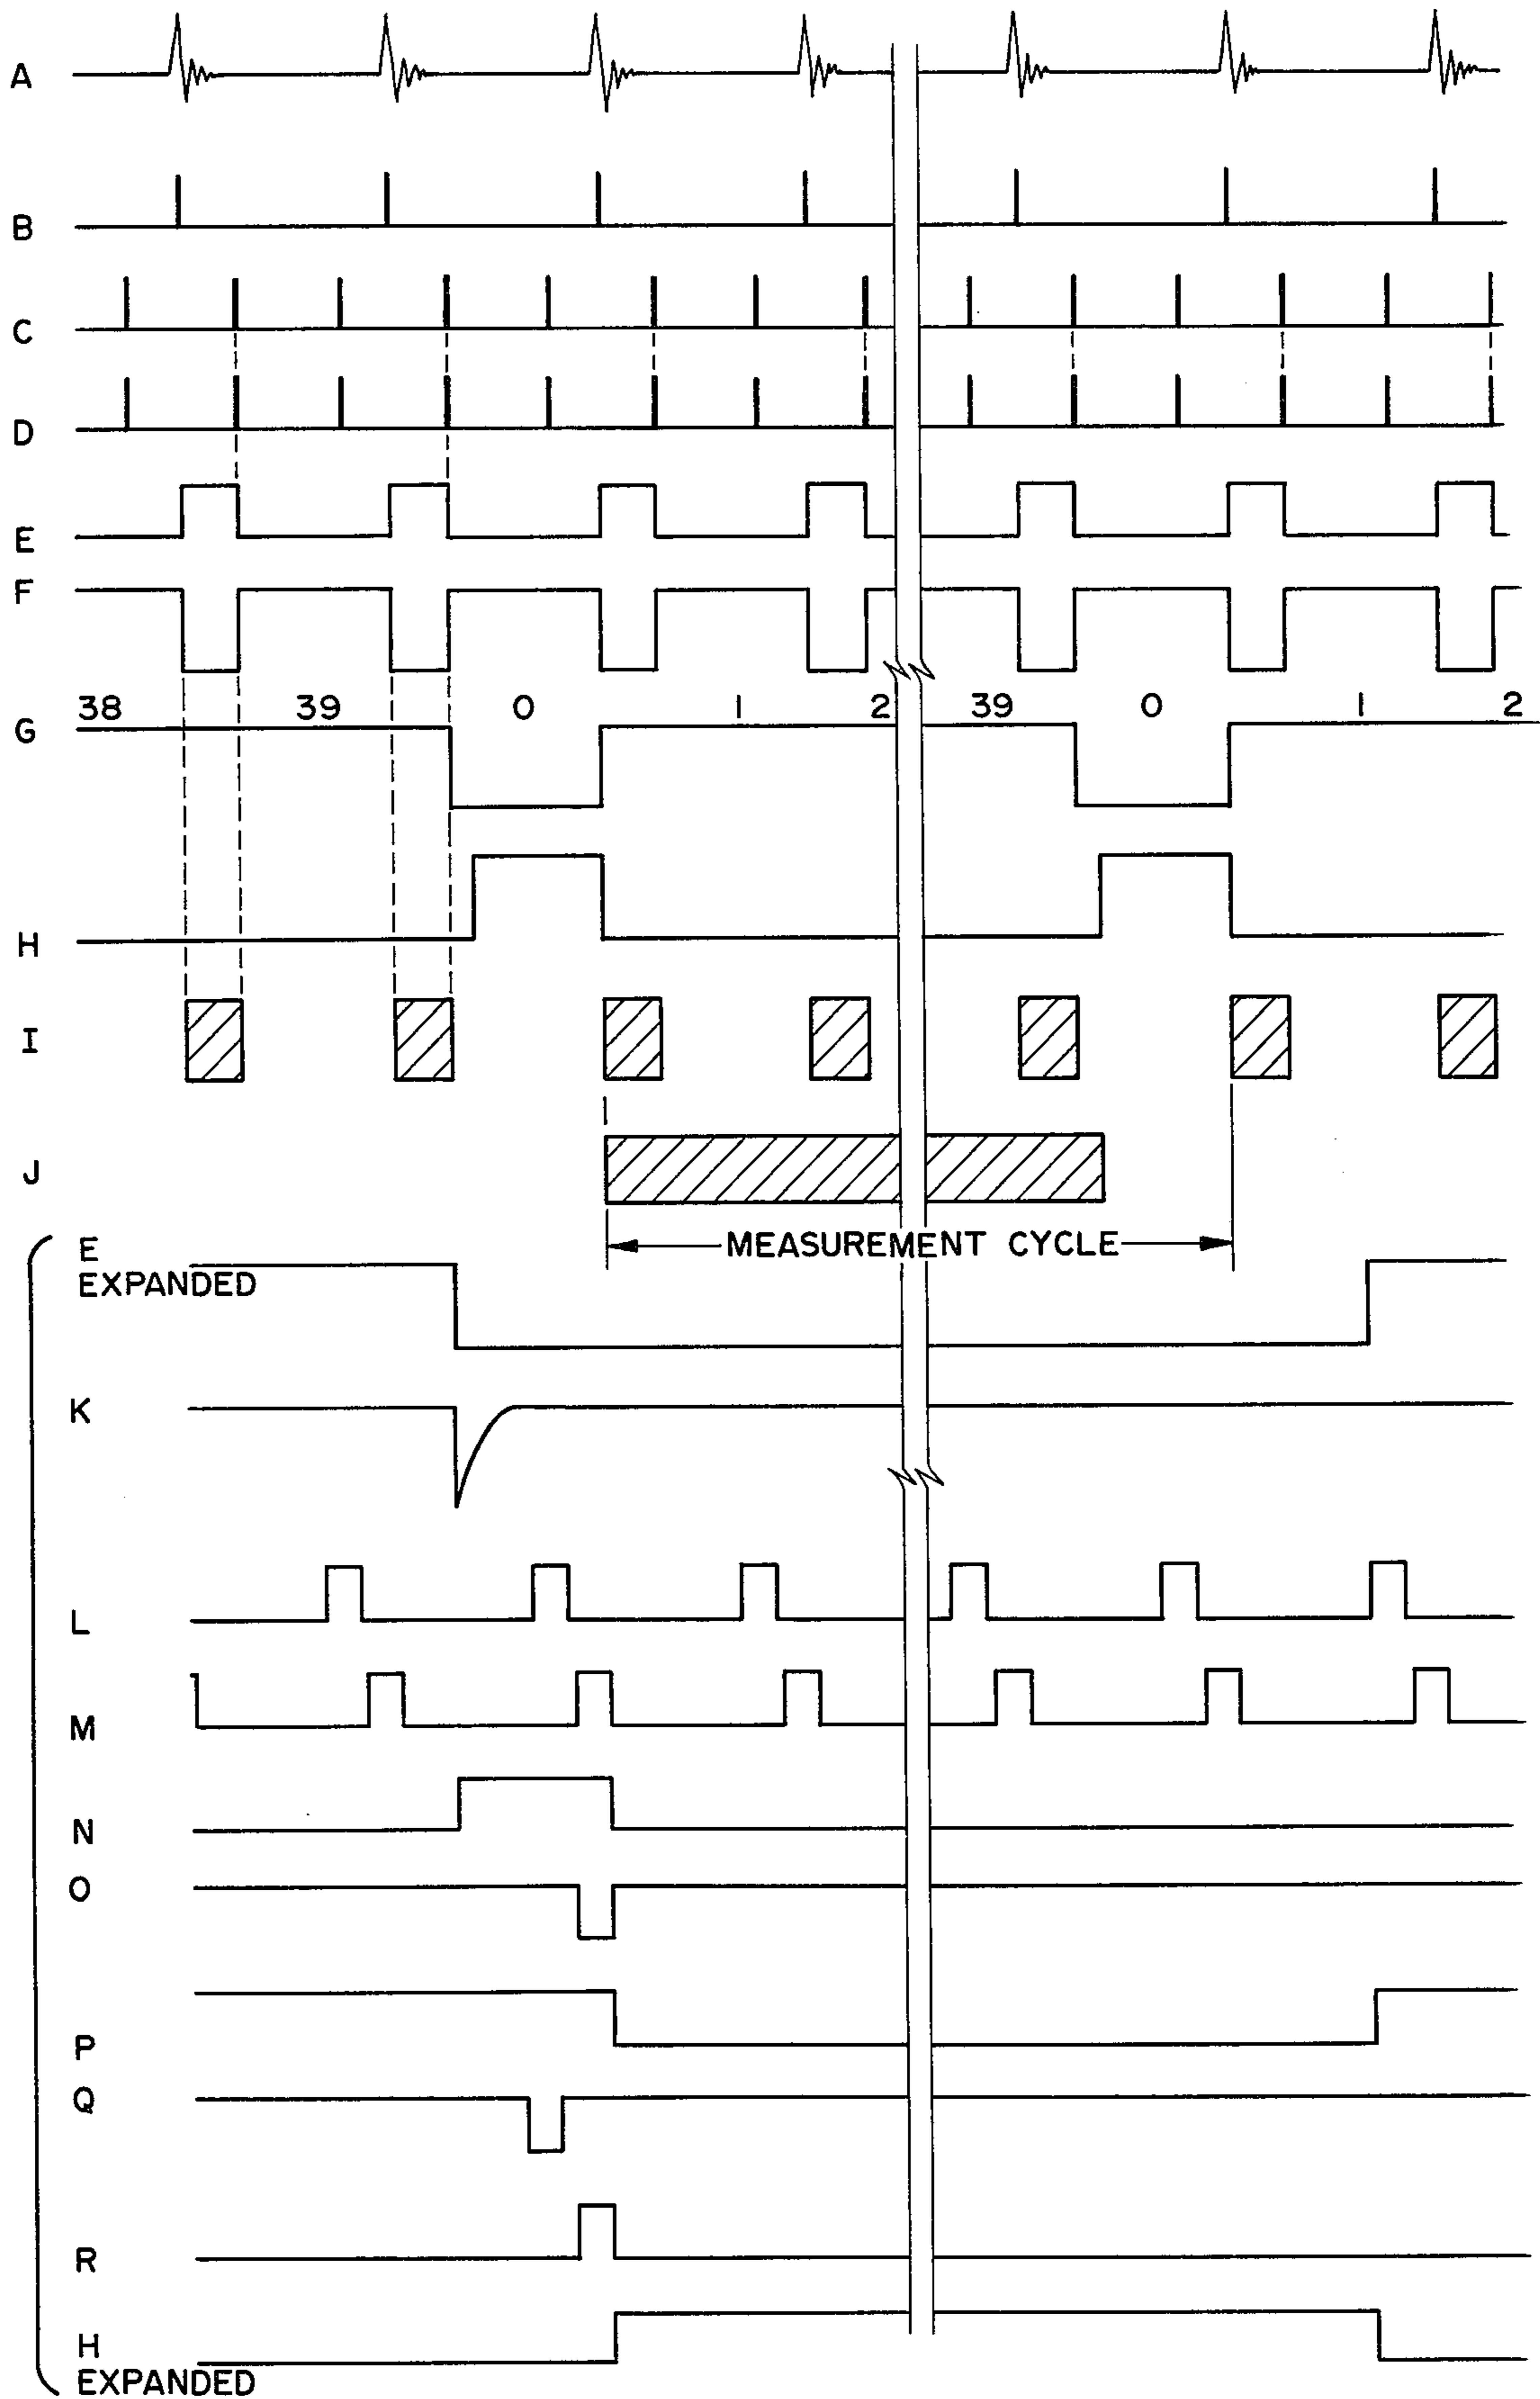 A
B
C
D
E
F
38 39 0 1 2 39 0 1 2
G
H
I
J
MEASUREMENT CYCLE
E
EXPANDED
K
L
M
N
O
P
Q
R
H
EXPANDED